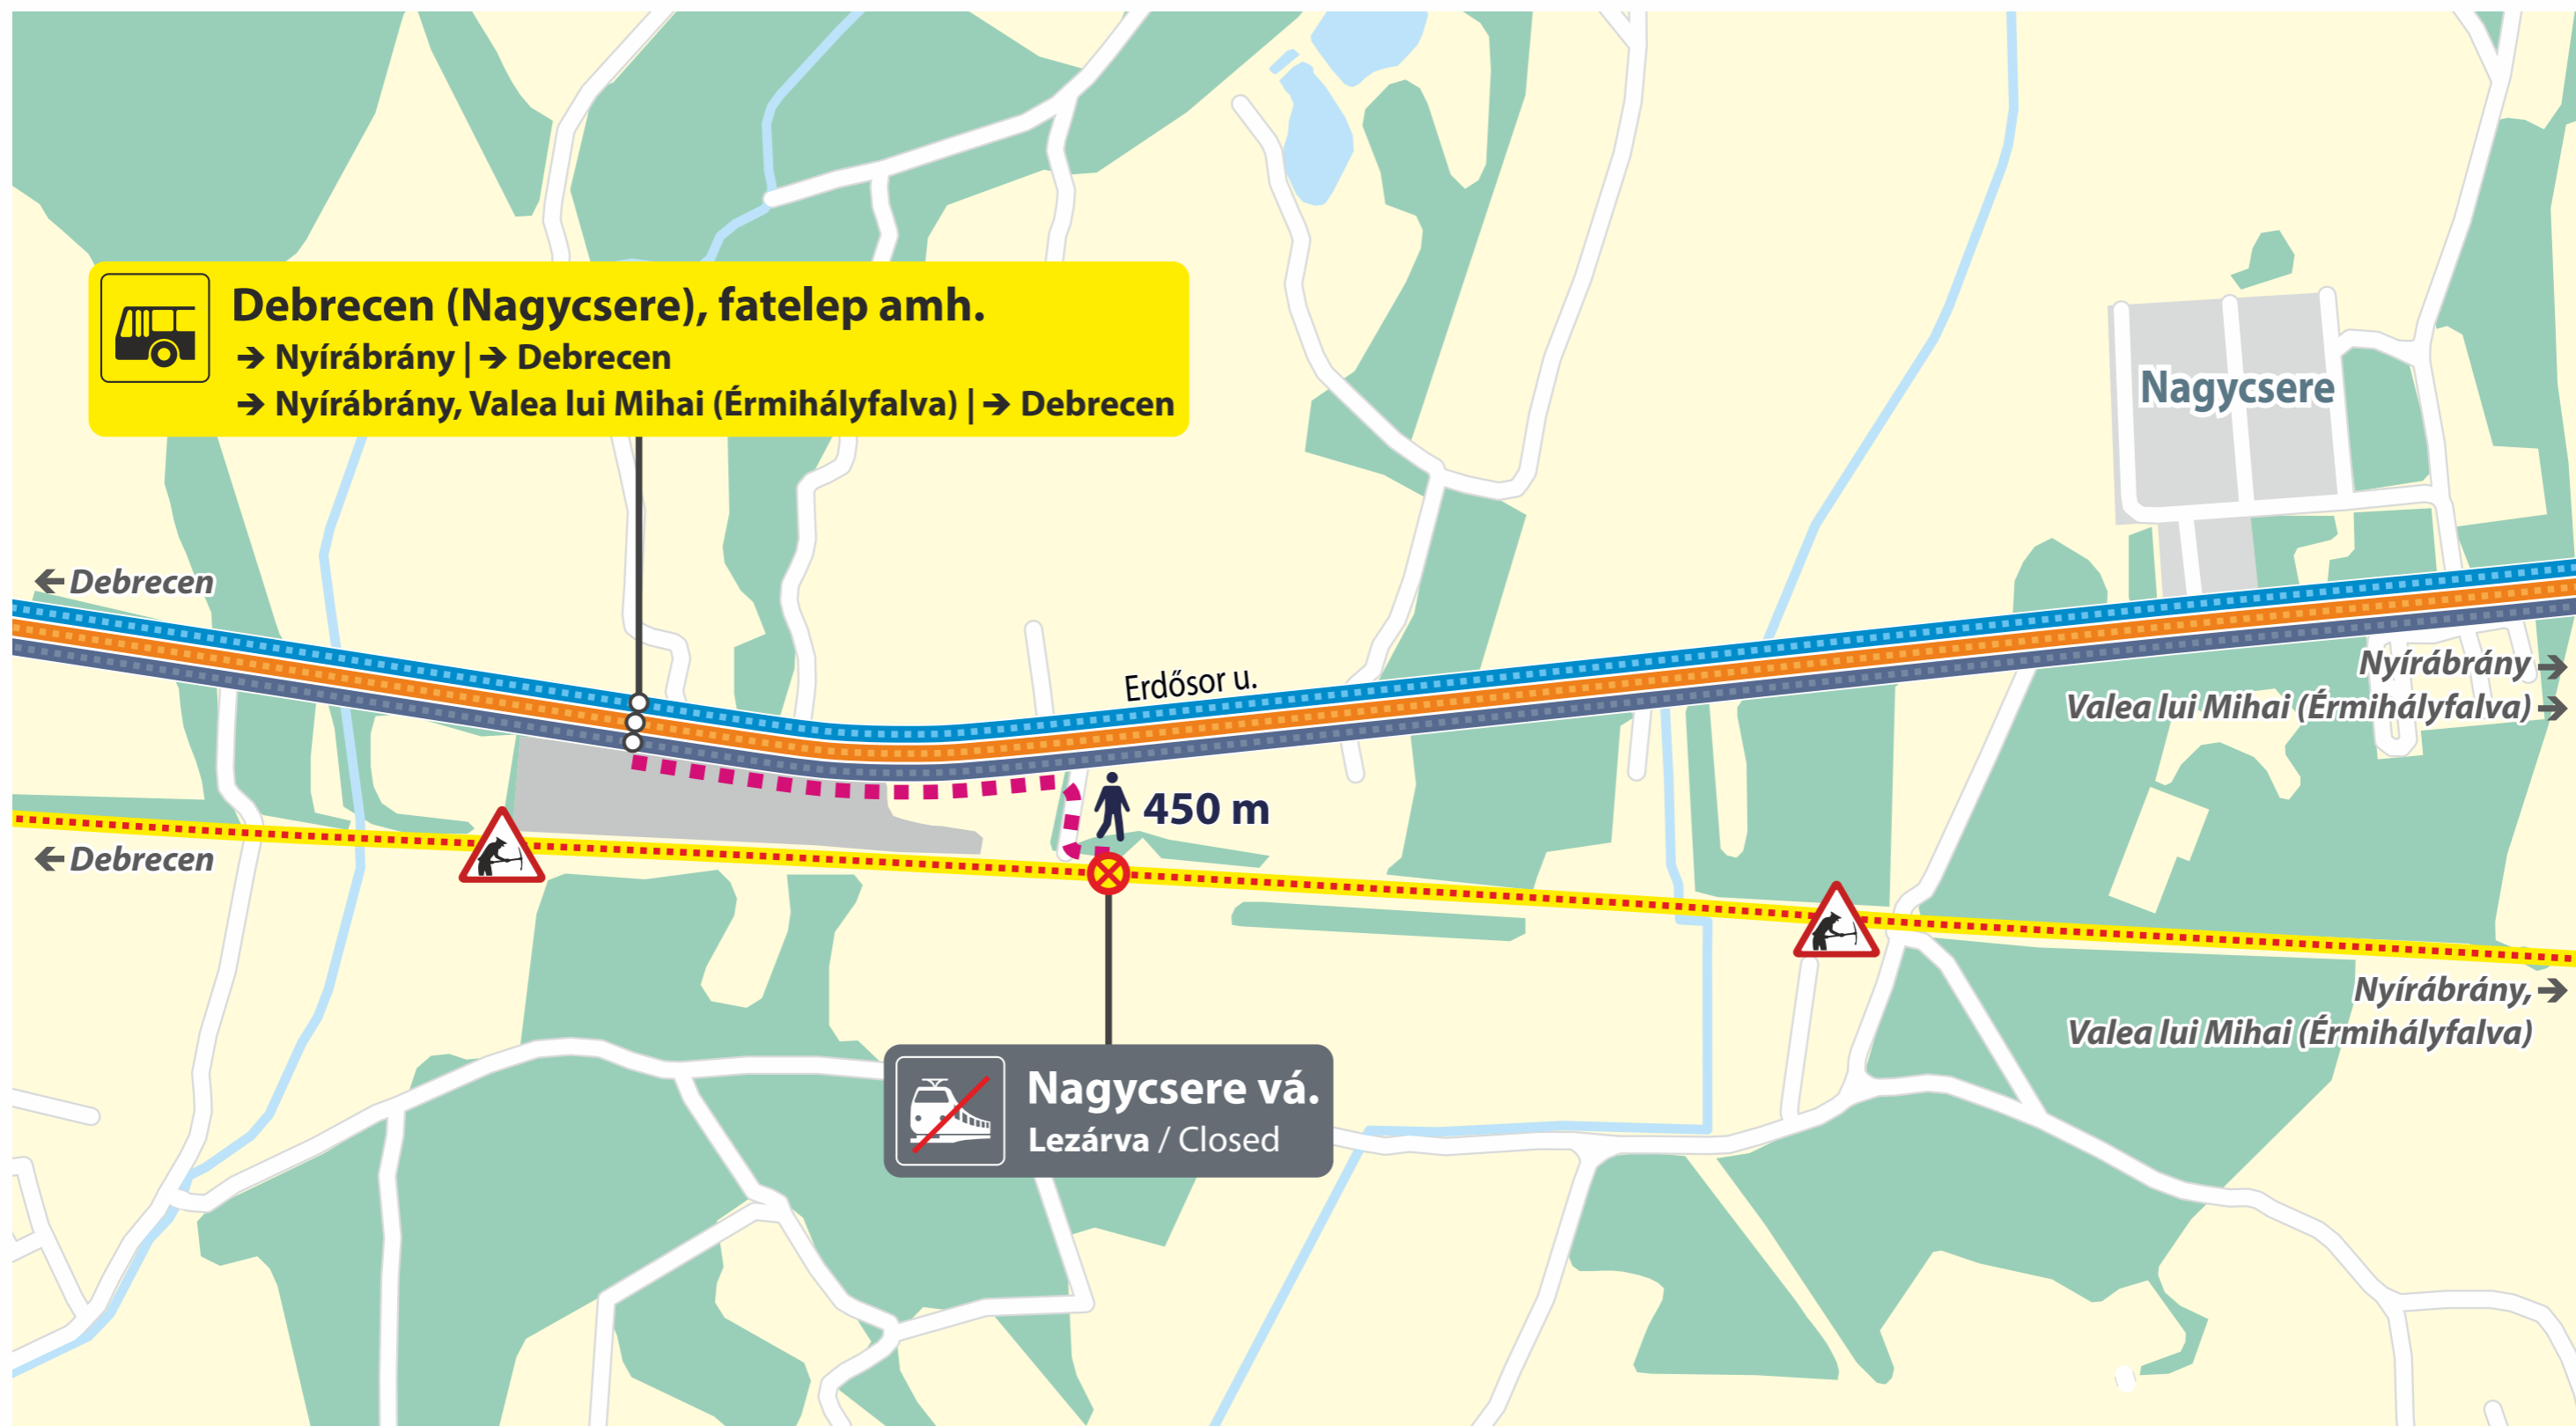 Debrecen (Nagycsere), fatelep amh.
→ Nyírábrány | → Debrecen
→ Nyírábrány, Valea lui Mihai (Érmihályfalva) | → Debrecen
Nagycsere
← Debrecen
Erdősor u.
Nyírábrány →
Valea lui Mihai (Érmihályfalva) →
450 m
← Debrecen
Nyírábrány, →
Valea lui Mihai (Érmihályfalva)
Nagycsere vá.
Lezárva / Closed